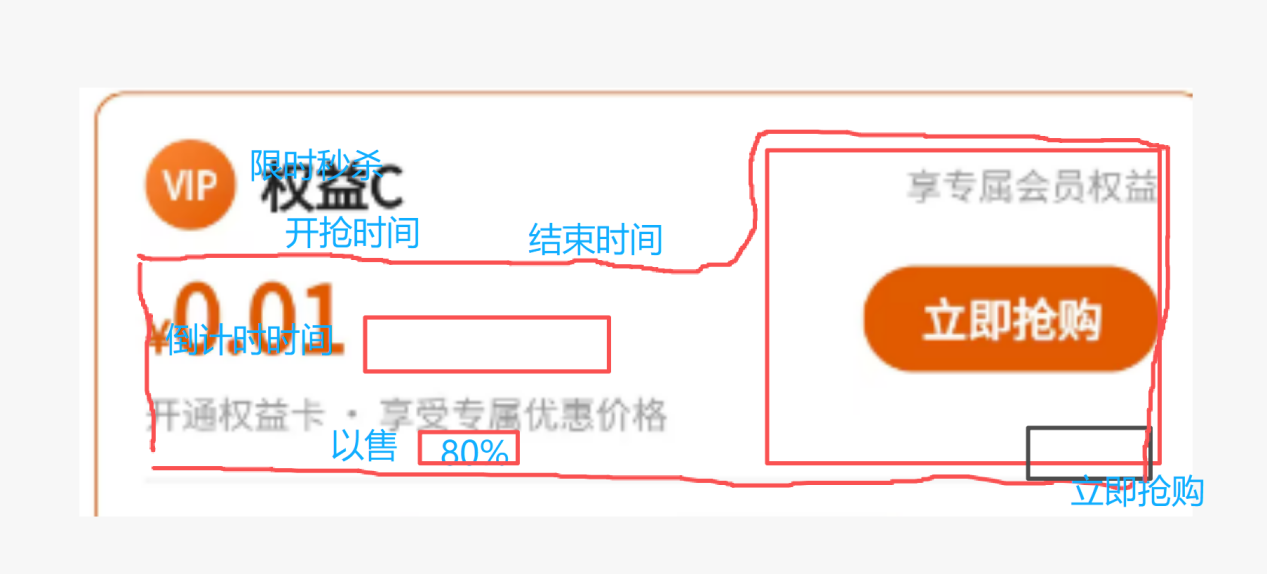 限时秒杀
VIP 权益C
享专属会员权益
开抢时间 结束时间
¥0.01
倒计时时间
立即抢购
开通权益卡 · 享受专属优惠价格
以售 80%
立即抢购